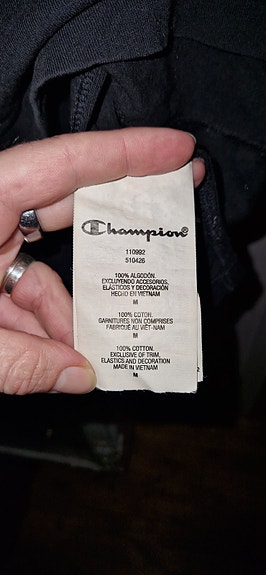 Champion®
110992
510426
100% ALGODÓN.
EXCLUYENDO ACCESORIOS,
ELÁSTICOS Y DECORACIÓN
HECHO EN VIETNAM
M
100% COTON.
GARNITURES NON COMPRISES
FABRIQUÉ AU VIÊT-NAM
M
100% COTTON.
EXCLUSIVE OF TRIM,
ELASTICS AND DECORATION
MADE IN VIETNAM
M
2